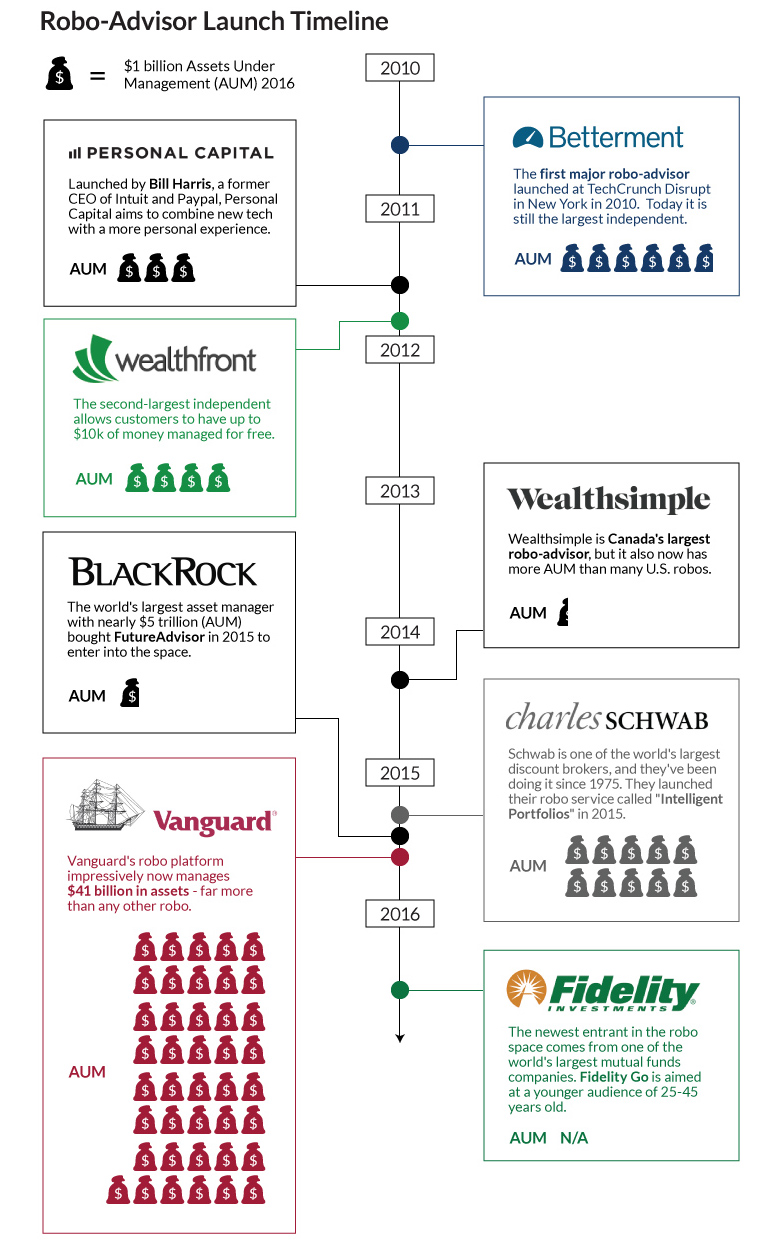 Robo-Advisor Launch Timeline
$ = $1 billion Assets Under
Management (AUM) 2016
2010
Betterment
The first major robo-advisor
launched at TechCrunch Disrupt
in New York in 2010. Today it is
still the largest independent.
AUM $ $ $ $ $ $
PERSONAL CAPITAL
Launched by Bill Harris, a former
CEO of Intuit and Paypal, Personal
Capital aims to combine new tech
with a more personal experience.
AUM $ $ $
2011
wealthfront
The second-largest independent
allows customers to have up to
$10k of money managed for free.
AUM $ $ $ $
2012
2013
Wealthsimple
Wealthsimple is Canada's largest
robo-advisor, but it also now has
more AUM than many U.S. robos.
AUM
BLACKROCK
The world's largest asset manager
with nearly $5 trillion (AUM)
bought FutureAdvisor in 2015 to
enter into the space.
AUM $
2014
charles SCHWAB
Schwab is one of the world's largest
discount brokers, and they've been
doing it since 1975. They launched
their robo service called "Intelligent
Portfolios" in 2015.
AUM
$ $ $ $ $
$ $ $ $ $
2015
Vanguard®
Vanguard's robo platform
impressively now manages
$41 billion in assets - far more
than any other robo.
AUM
$ $ $ $ $
$ $ $ $ $
$ $ $ $ $
$ $ $ $ $
$ $ $ $ $
$ $ $ $ $
$ $ $ $ $
$ $ $ $ $ $
2016
Fidelity®
INVESTMENTS
The newest entrant in the robo
space comes from one of the
world's largest mutual funds
companies. Fidelity Go is aimed
at a younger audience of 25-45
years old.
AUM N/A